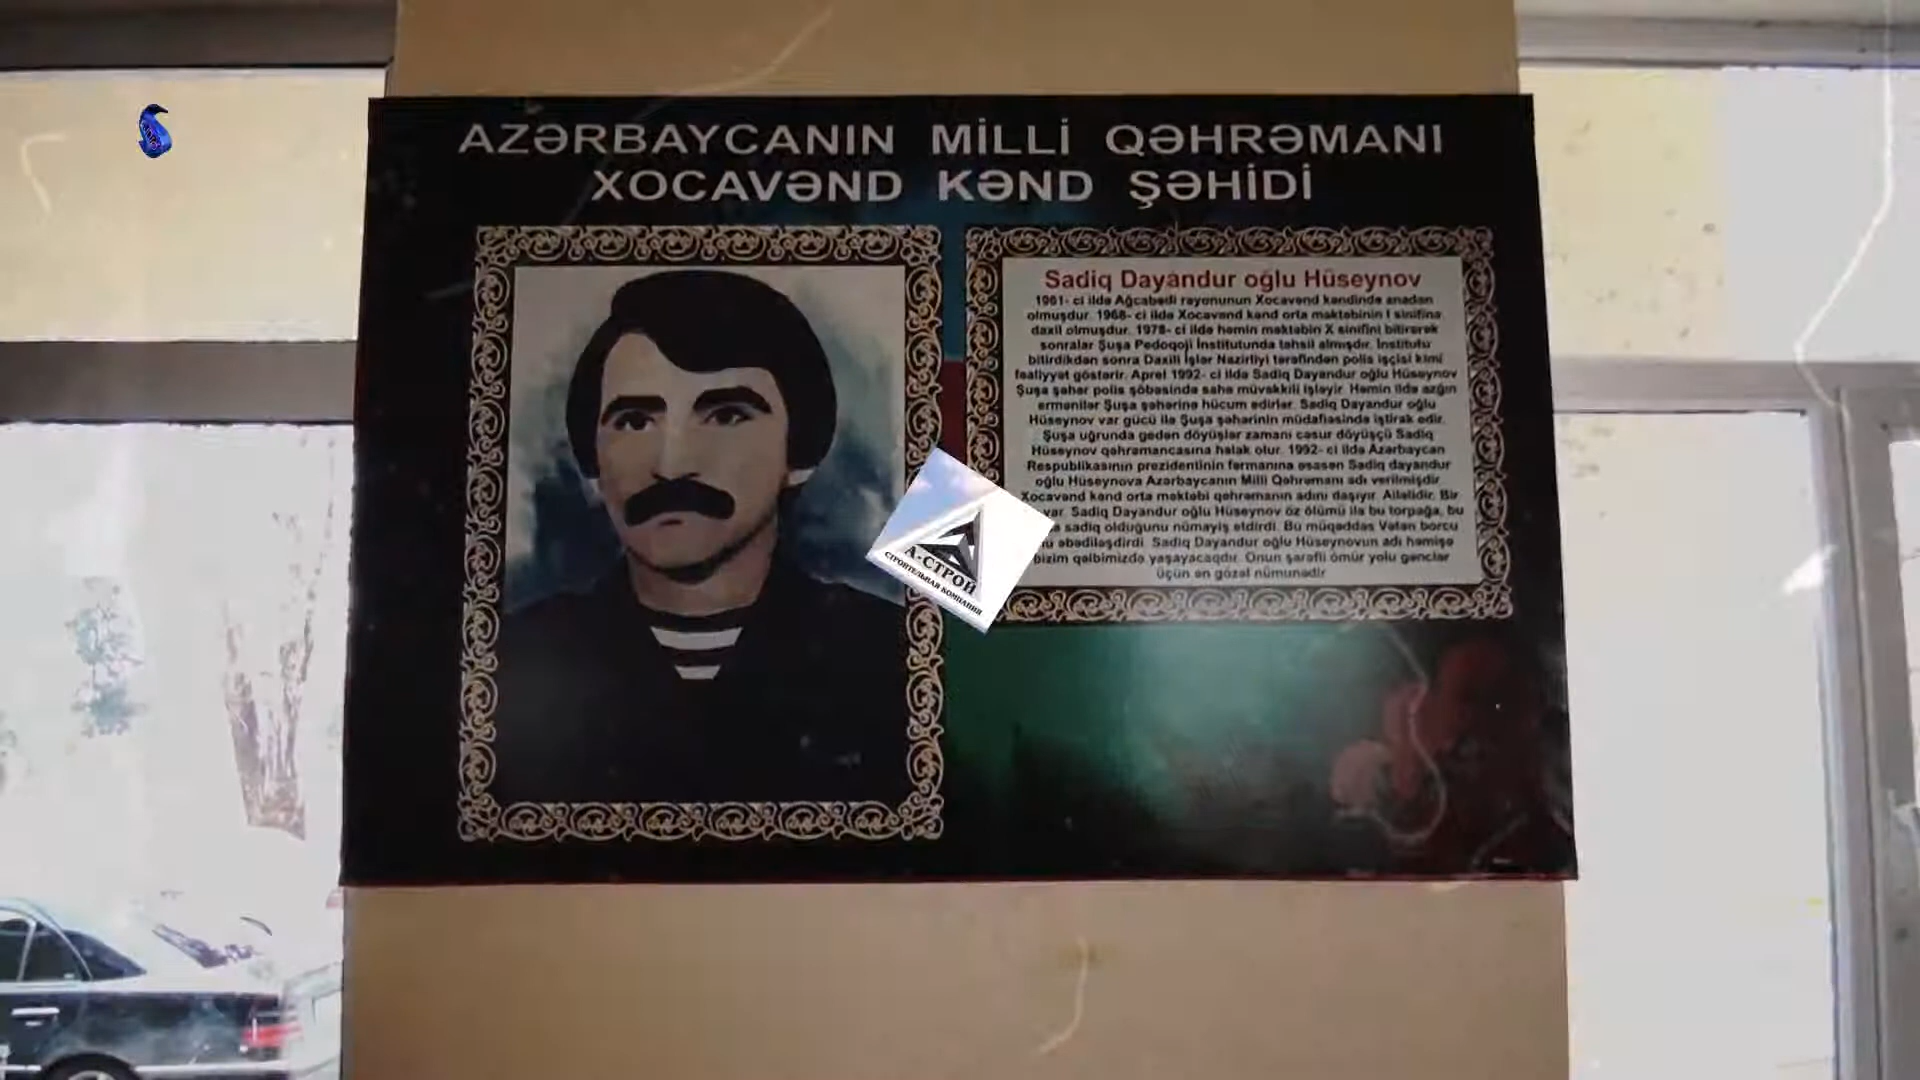 AZƏRBAYCANIN MİLLİ QƏHRƏMANI
XOCAVƏND KƏND ŞƏHİDİ
Sadiq Dayandur oğlu Hüseynov
1961- ci ildə Ağcabədi rayonunun Xocavənd kəndində anadan
olmuşdur. 1968- ci ildə Xocavənd kənd orta məktəbinin I sinifinə
daxil olmuşdur. 1978- ci ildə həmin məktəbin X sinifini bitirərək
sonralar Şuşa Pedoqoji İnstitutunda təhsil almışdır. İnstitutu
bitirdikdən sonra Daxili İşlər Nazirliyi tərəfindən polis işçisi kimi
fəaliyyət göstərir. Aprel 1992- ci ildə Sadiq Dayandur oğlu Hüseynov
Şuşa şəhər polis şöbəsində sahə müvəkkili işləyir. Həmin ildə azğın
ermənilər Şuşa şəhərinə hücum edirlər. Sadiq Dayandur oğlu
Hüseynov var gücü ilə Şuşa şəhərinin müdafiəsində iştirak edir.
Şuşa uğrunda gedən döyüşlər zamanı cəsur döyüşçü Sadiq
Hüseynov qəhrəmancasına həlak olur. 1992- ci ildə Azərbaycan
Respublikasının prezidentinin fərmanına əsasən Sadiq dayandur
oğlu Hüseynova Azərbaycanın Milli Qəhrəmanı adı verilmişdir.
Xocavənd kənd orta məktəbi qəhrəmanın adını daşıyır. Ailəlidir. Bir
var. Sadiq Dayandur oğlu Hüseynov öz ölümü ilə bu torpağa, bu
sadiq olduğunu nümayiş etdirdi. Bu müqəddəs Vətən borcu
əbədiləşdirdi. Sadiq Dayandur oğlu Hüseynovun adı həmişə
bizim qəlbimizdə yaşayacaqdır. Onun şərəfli ömür yolu gənclər
üçün ən gözəl nümunədir
А-СТРОЙ
СТРОИТЕЛЬНАЯ КОМПАНИЯ